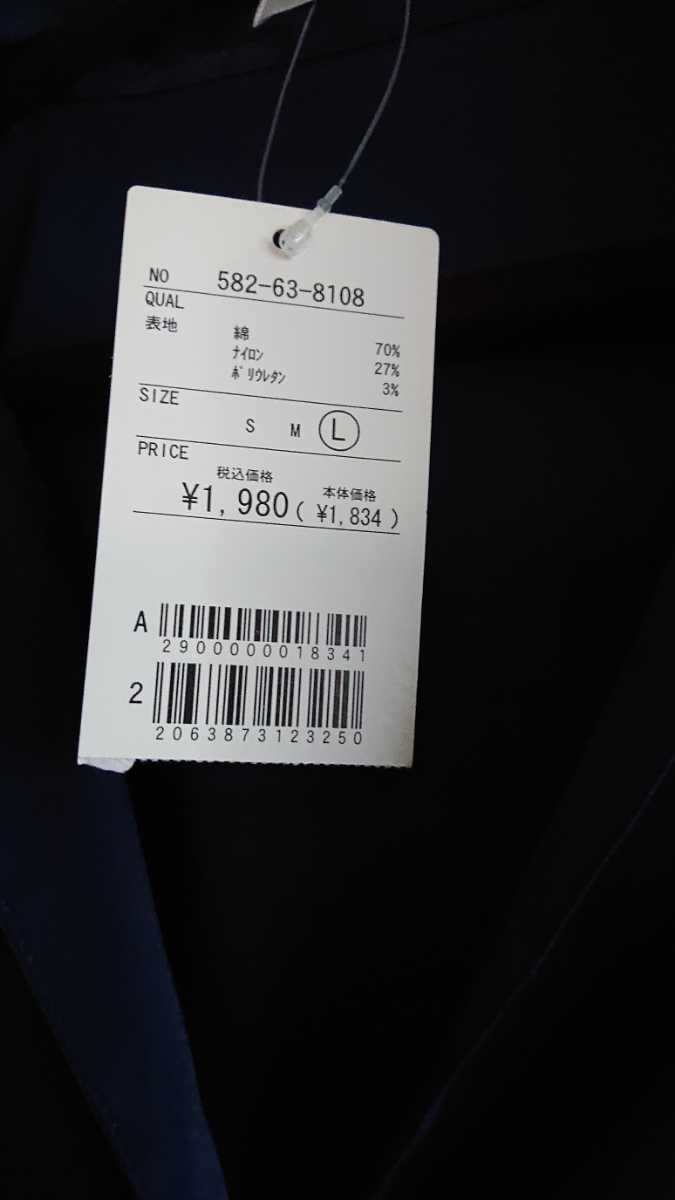 NO 582-63-8108
QUAL
表地 綿 70%
ﾅｲﾛﾝ 27%
ﾎﾟﾘｳﾚﾀﾝ 3%
SIZE
S M L
PRICE
税込価格 本体価格
¥1,980 ( ¥1,834 )
A
2900000018341
2
2063873123250